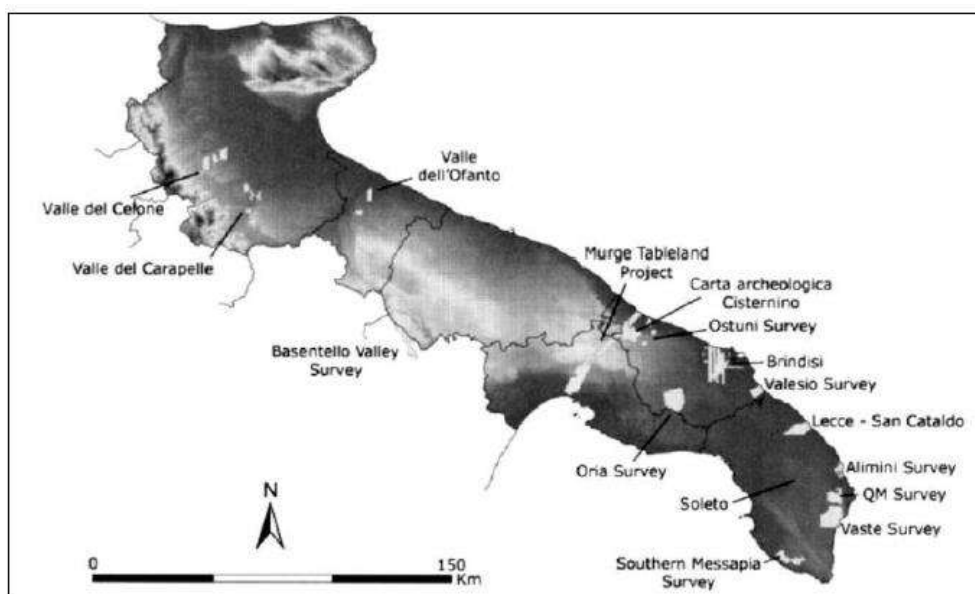 Valle
dell'Ofanto
Valle del Celone
Murge Tableland
Project
Valle del Carapelle
Carta archeologica
Cisternino
Ostuni Survey
Basentello Valley
Survey
Brindisi
Valesio Survey
Lecce - San Cataldo
Oria Survey
Alimini Survey
N
Soleto
QM Survey
Vaste Survey
0
150
Km
Southern Messapia
Survey